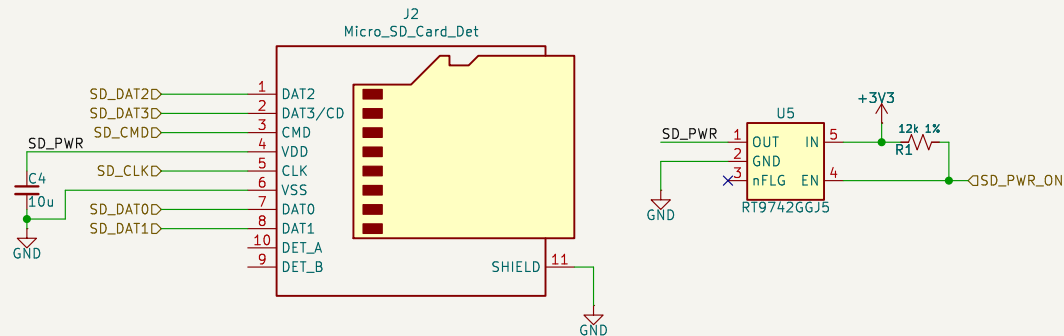 J2
Micro_SD_Card_Det
SD_DAT2 1 DAT2
SD_DAT3 2 DAT3/CD
SD_CMD 3 CMD
SD_PWR 4 VDD
SD_CLK 5 CLK
C4
10u
6 VSS
SD_DAT0 7 DAT0
SD_DAT1 8 DAT1
10 DET_A
9 DET_B
SHIELD 11
GND
GND
+3V3
U5
12k 1%
R1
SD_PWR 1 OUT IN 5
2 GND
3 nFLG EN 4
SD_PWR_ON
RT9742GGJ5
GND